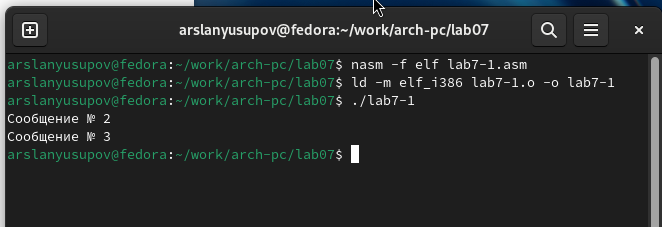 arslanyusupov@fedora:~/work/arch-pc/lab07
arslanyusupov@fedora:~/work/arch-pc/lab07$ nasm -f elf lab7-1.asm
arslanyusupov@fedora:~/work/arch-pc/lab07$ ld -m elf_i386 lab7-1.o -o lab7-1
arslanyusupov@fedora:~/work/arch-pc/lab07$ ./lab7-1
Сообщение № 2
Сообщение № 3
arslanyusupov@fedora:~/work/arch-pc/lab07$